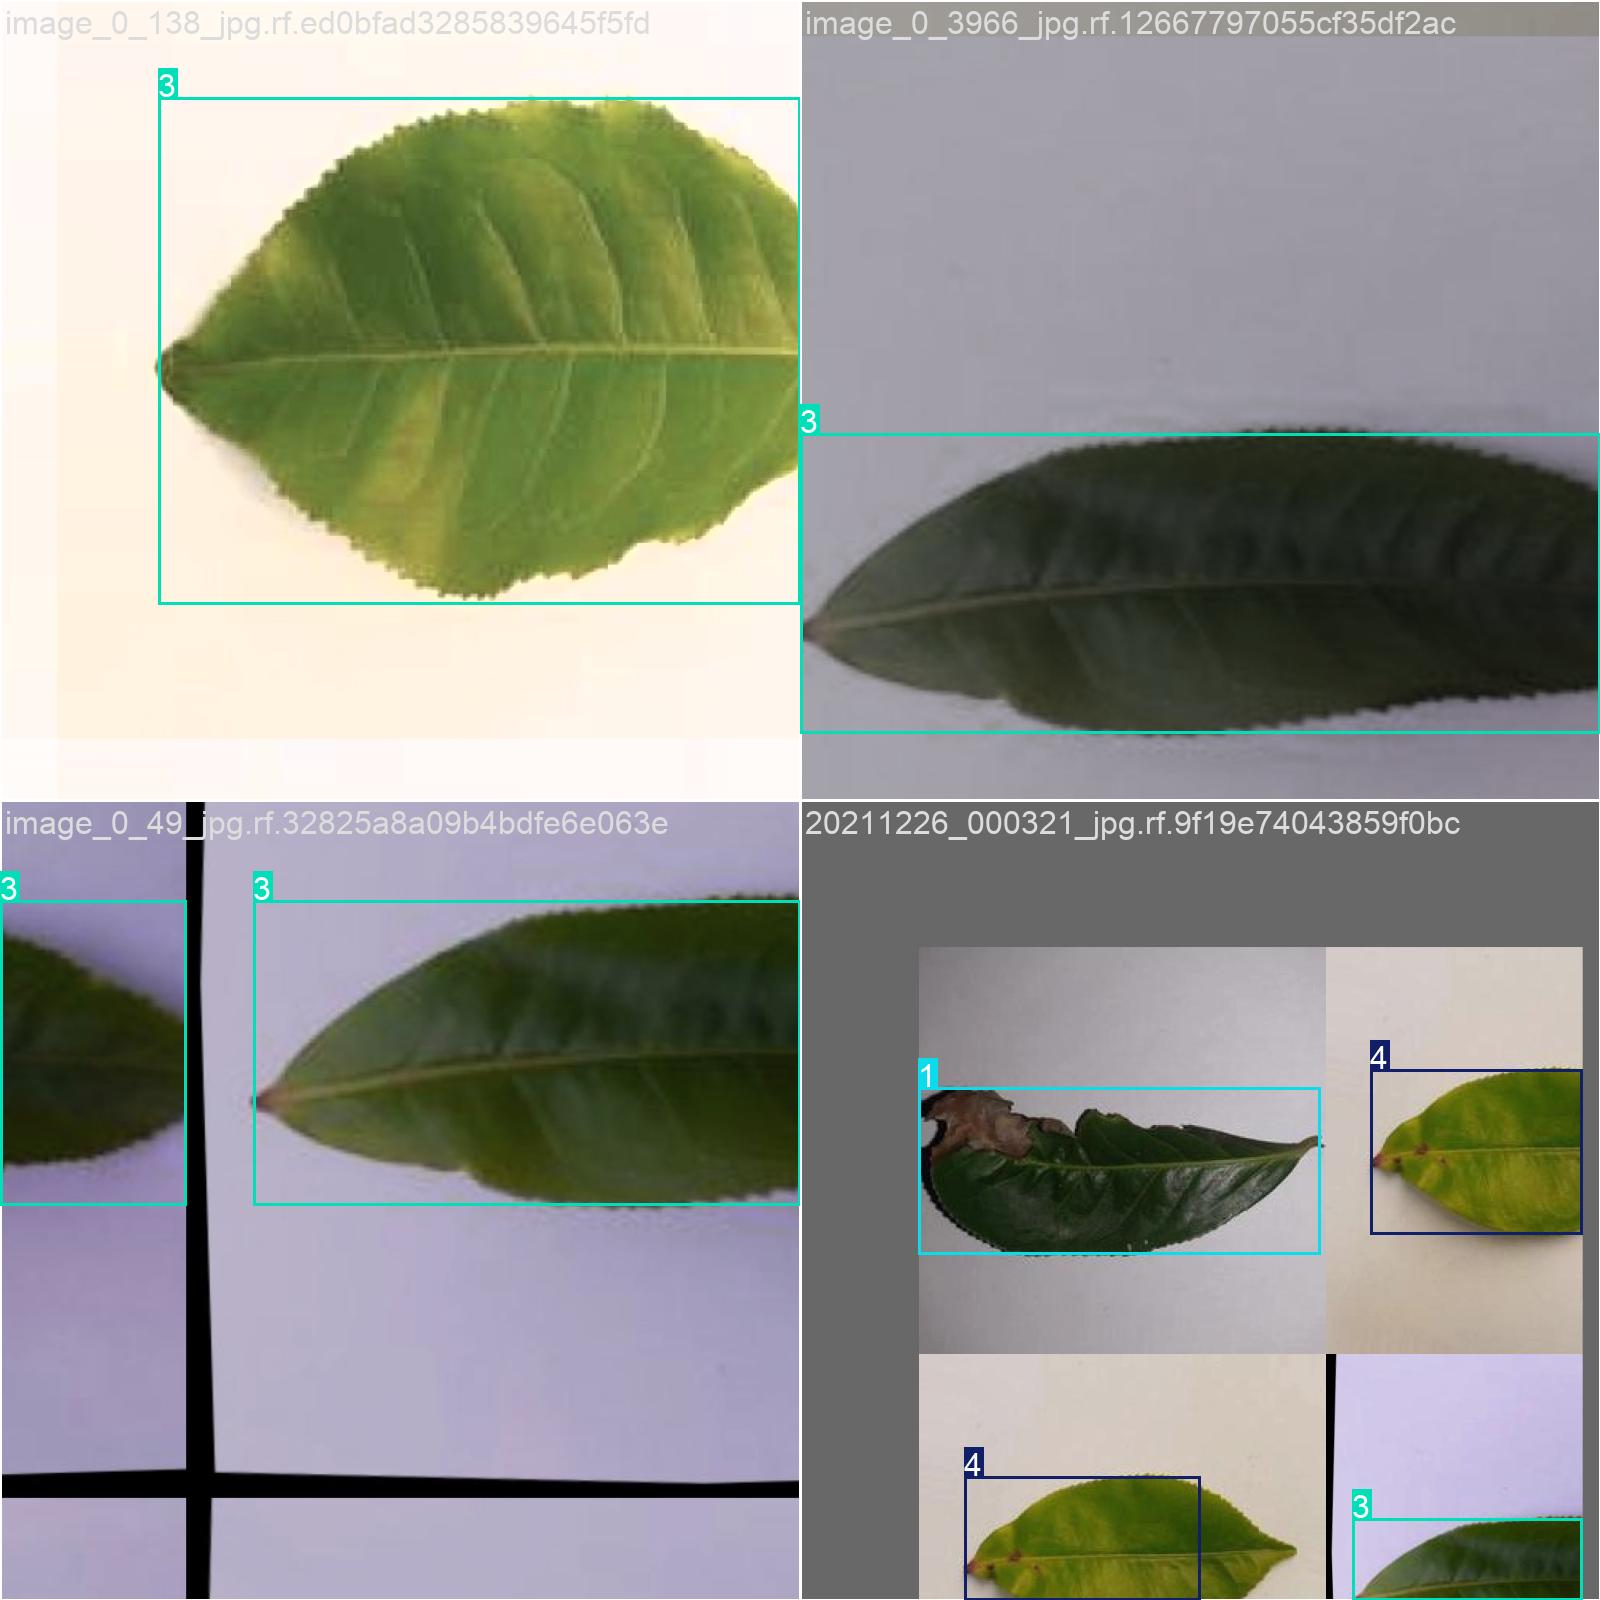 image_0_138_jpg.rf.ed0bfad3285839645f5fd
image_0_3966_jpg.rf.12667797055cf35df2ac
3
3
image_0_49_jpg.rf.32825a8a09b4bdfe6e063e
20211226_000321_jpg.rf.9f19e74043859f0bc
3
3
1
4
4
3